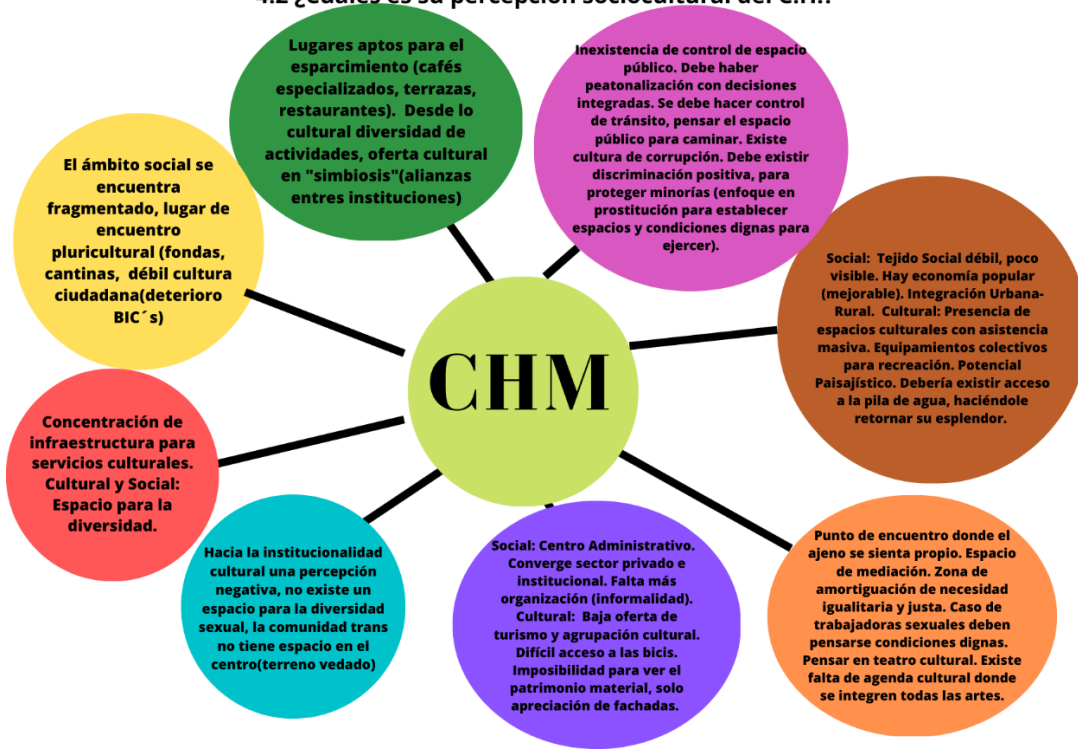 4.2 ¿Cuáles es su percepción sociocultural del C.H.?
Lugares aptos para el
esparcimiento (cafés
especializados, terrazas,
restaurantes). Desde lo
cultural diversidad de
actividades, oferta cultural
en "simbiosis"(alianzas
entres instituciones)
Inexistencia de control de espacio
público. Debe haber
peatonalización con decisiones
integradas. Se debe hacer control
de tránsito, pensar el espacio
público para caminar. Existe
cultura de corrupción. Debe existir
discriminación positiva, para
proteger minorías (enfoque en
prostitución para establecer
espacios y condiciones dignas para
ejercer).
El ámbito social se
encuentra
fragmentado, lugar de
encuentro
pluricultural (fondas,
cantinas, débil cultura
ciudadana(deterioro
BIC´s)
Social: Tejido Social débil, poco
visible. Hay economía popular
(mejorable). Integración Urbana-
Rural. Cultural: Presencia de
espacios culturales con asistencia
masiva. Equipamientos colectivos
para recreación. Potencial
Paisajístico. Debería existir acceso
a la pila de agua, haciéndole
retornar su esplendor.
CHM
Concentración de
infraestructura para
servicios culturales.
Cultural y Social:
Espacio para la
diversidad.
Hacia la institucionalidad
cultural una percepción
negativa, no existe un
espacio para la diversidad
sexual, la comunidad trans
no tiene espacio en el
centro(terreno vedado)
Social: Centro Administrativo.
Converge sector privado e
institucional. Falta más
organización (informalidad).
Cultural: Baja oferta de
turismo y agrupación cultural.
Difícil acceso a las bicis.
Imposibilidad para ver el
patrimonio material, solo
apreciación de fachadas.
Punto de encuentro donde el
ajeno se sienta propio. Espacio
de mediación. Zona de
amortiguación de necesidad
igualitaria y justa. Caso de
trabajadoras sexuales deben
pensarse condiciones dignas.
Pensar en teatro cultural. Existe
falta de agenda cultural donde
se integren todas las artes.